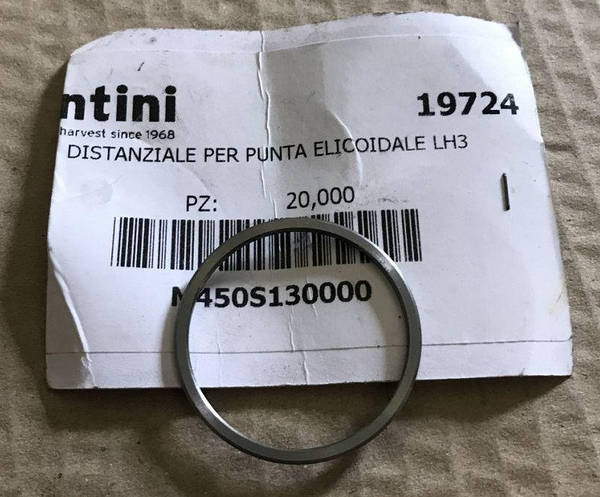 ntini 19724
harvest since 1968
DISTANZIALE PER PUNTA ELICOIDALE LH3
PZ: 20,000
M450S130000